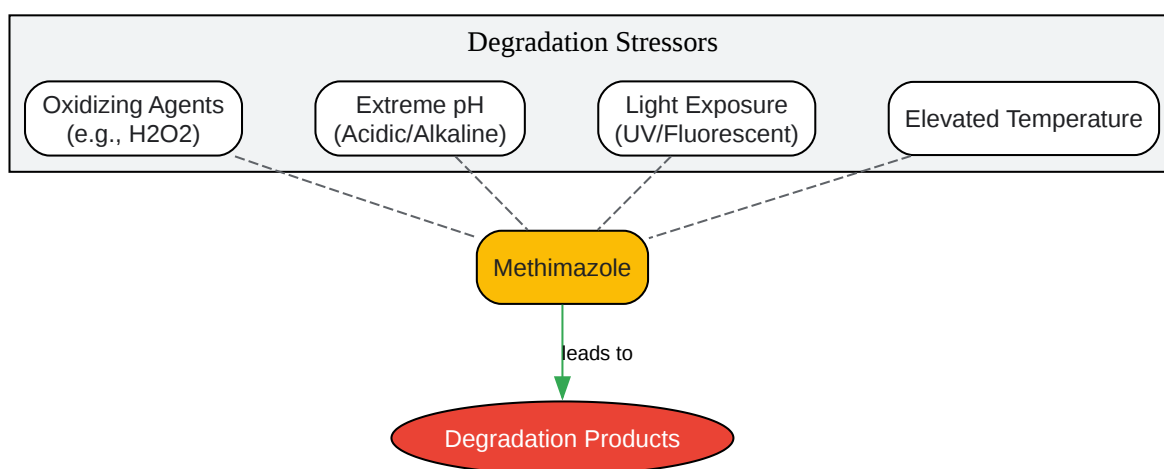 Degradation Stressors
Oxidizing Agents
(e.g., H2O2)
Extreme pH
(Acidic/Alkaline)
Light Exposure
(UV/Fluorescent)
Elevated Temperature
Methimazole
leads to
Degradation Products